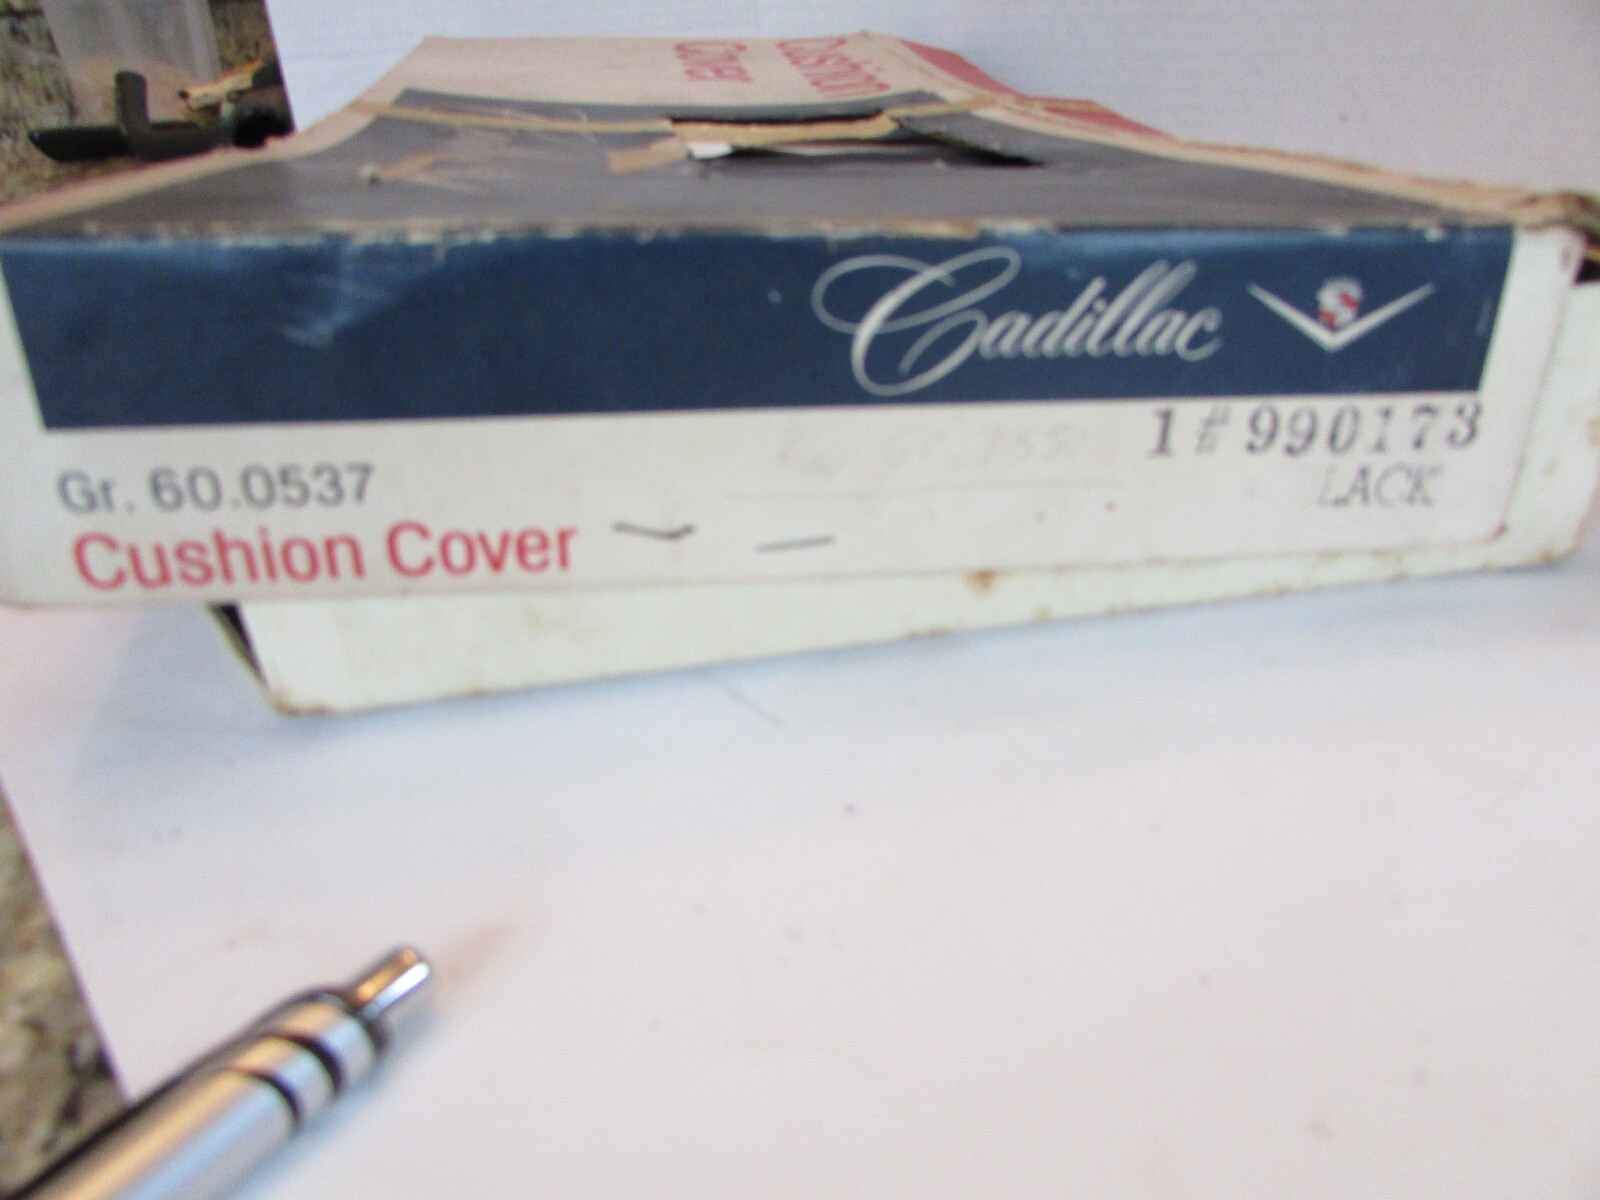 Cushion
Cover
Cadillac
1 # 990173
LACK
Gr. 60.0537
Cushion Cover